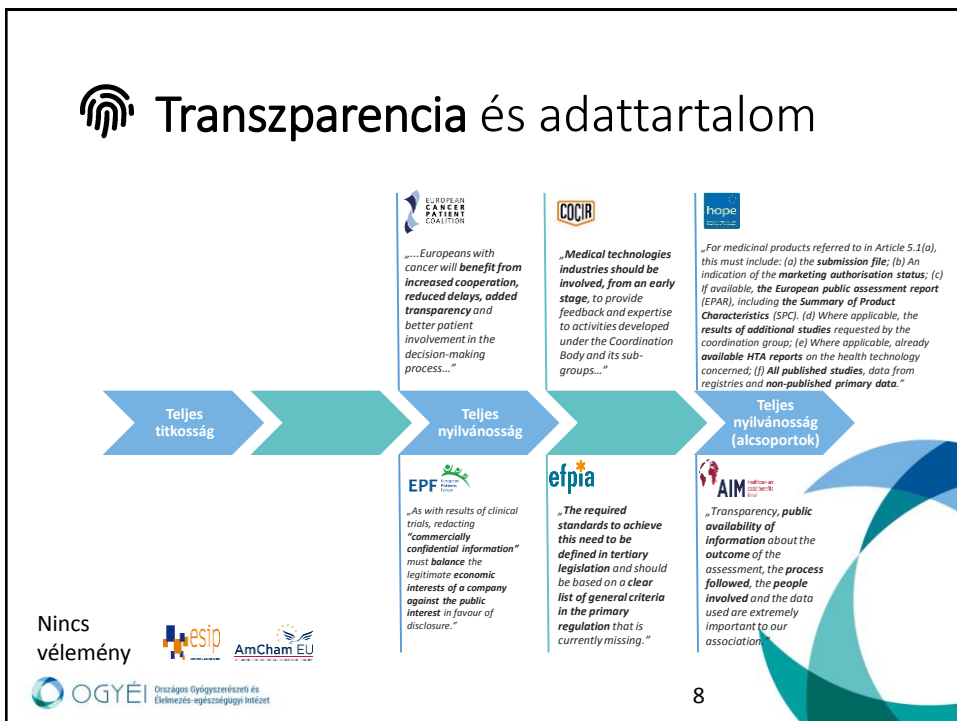 Transzparencia és adattartalom
EUROPEAN
CANCER
PATIENT
COALITION
„...Europeans with
cancer will benefit from
increased cooperation,
reduced delays, added
transparency and
better patient
involvement in the
decision-making
process...”
COCIR
„Medical technologies
industries should be
involved, from an early
stage, to provide
feedback and expertise
to activities developed
under the Coordination
Body and its sub-
groups...”
hope
„For medicinal products referred to in Article 5.1(a),
this must include: (a) the submission file; (b) An
indication of the marketing authorisation status; (c)
If available, the European public assessment report
(EPAR), including the Summary of Product
Characteristics (SPC). (d) Where applicable, the
results of additional studies requested by the
coordination group; (e) Where applicable, already
available HTA reports on the health technology
concerned; (f) All published studies, data from
registries and non-published primary data.”
Teljes
titkosság
Teljes
nyilvánosság
Teljes
nyilvánosság
(alcsoportok)
EPF European
Patients
Forum
„As with results of clinical
trials, redacting
“commercially
confidential information”
must balance the
legitimate economic
interests of a company
against the public
interest in favour of
disclosure.”
efpia
„The required
standards to achieve
this need to be
defined in tertiary
legislation and should
be based on a clear
list of general criteria
in the primary
regulation that is
currently missing.”
AIM
„Transparency, public
availability of
information about the
outcome of the
assessment, the process
followed, the people
involved and the data
used are extremely
important to our
association.”
Nincs
vélemény
esip
AmCham EU
OGYÉI Országos Gyógyszerészeti és
Élelmezés-egészségügyi Intézet
8